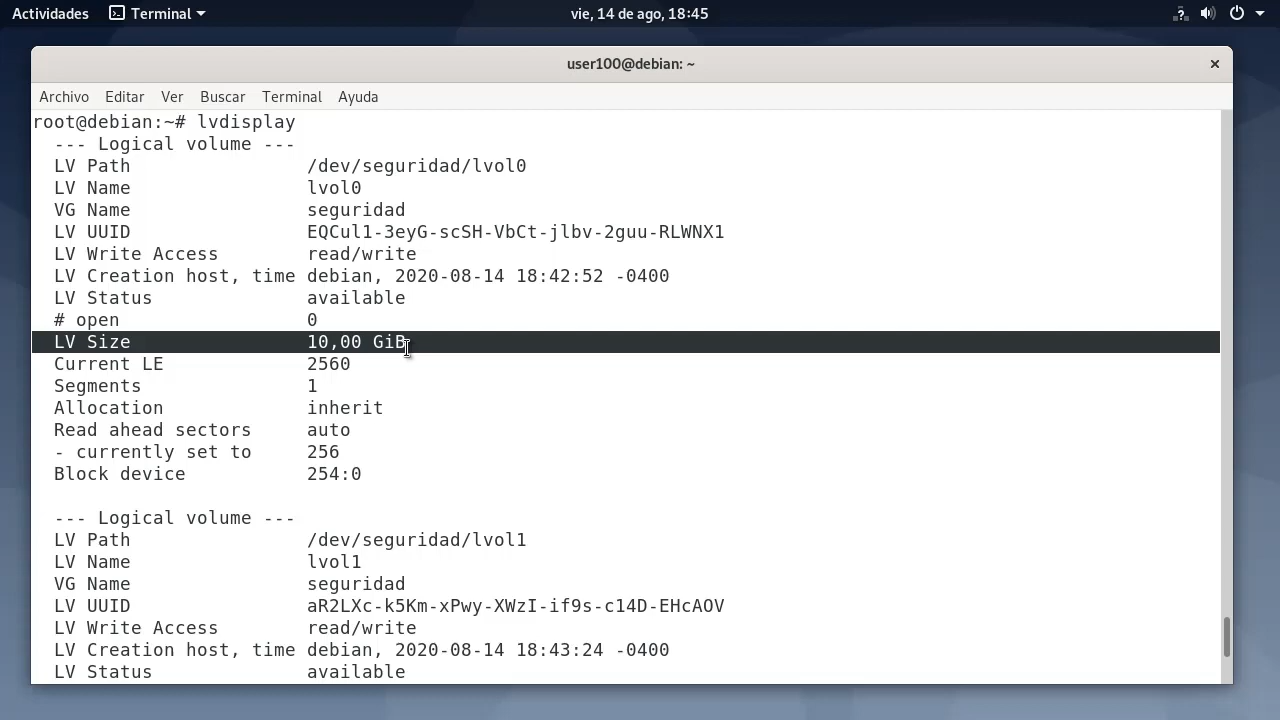 Actividades Terminal vie, 14 de ago, 18:45
user100@debian: ~ ×
Archivo Editar Ver Buscar Terminal Ayuda
root@debian:~# lvdisplay
--- Logical volume ---
LV Path /dev/seguridad/lvol0
LV Name lvol0
VG Name seguridad
LV UUID EQCul1-3eyG-scSH-VbCt-jlbv-2guu-RLWNX1
LV Write Access read/write
LV Creation host, time debian, 2020-08-14 18:42:52 -0400
LV Status available
# open 0
LV Size 10,00 GiB
Current LE 2560
Segments 1
Allocation inherit
Read ahead sectors auto
- currently set to 256
Block device 254:0
--- Logical volume ---
LV Path /dev/seguridad/lvol1
LV Name lvol1
VG Name seguridad
LV UUID aR2LXc-k5Km-xPwy-XWzI-if9s-c14D-EHcAOV
LV Write Access read/write
LV Creation host, time debian, 2020-08-14 18:43:24 -0400
LV Status available